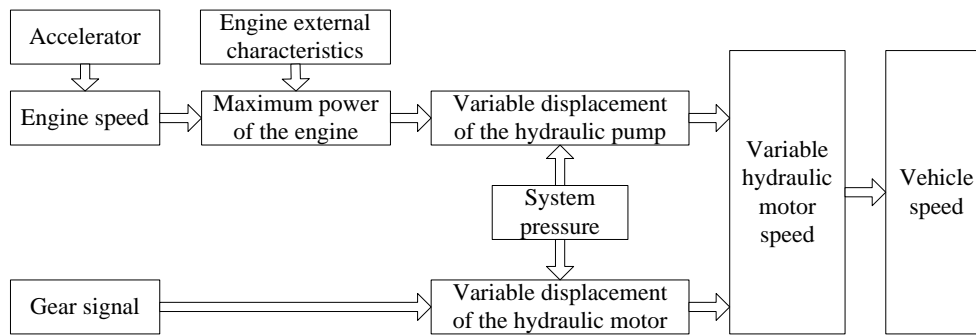 Accelerator
Engine external
characteristics
Engine speed
Maximum power
of the engine
Variable displacement
of the hydraulic pump
System
pressure
Variable
hydraulic
motor
speed
Vehicle
speed
Gear signal
Variable displacement
of the hydraulic motor